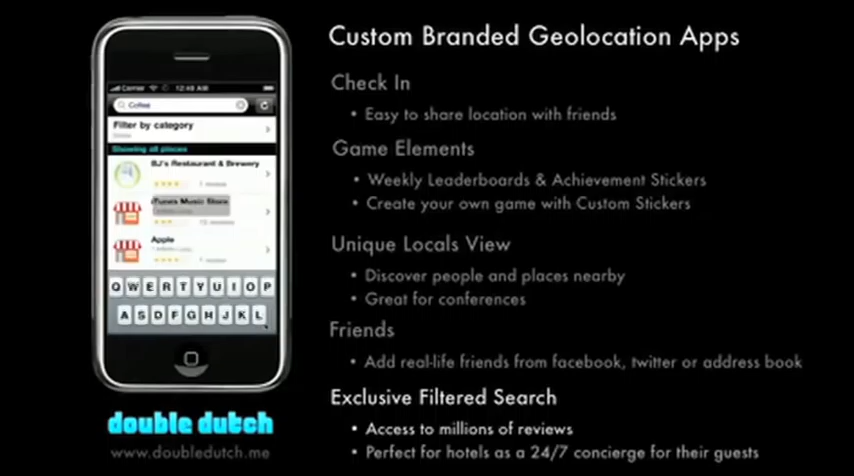 Custom Branded Geolocation Apps
Check In
• Easy to share location with friends
Game Elements
• Weekly Leaderboards & Achievement Stickers
• Create your own game with Custom Stickers
Unique Locals View
• Discover people and places nearby
• Great for conferences
Friends
• Add real-life friends from facebook, twitter or address book
Exclusive Filtered Search
• Access to millions of reviews
• Perfect for hotels as a 24/7 concierge for their guests
Carrier 12:48 AM
Coffee
Filter by category
Showing all places
BJ's Restaurant & Brewery
iTunes Music Store
Apple
Q W E R T Y U I O P
A S D F G H J K L
double dutch
www.doubledutch.me